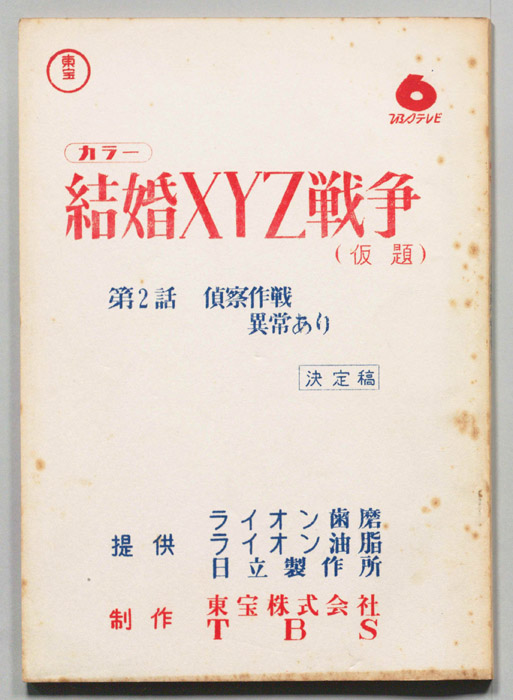 東宝
6
TBSテレビ
カラー
結婚XYZ戦争
(仮題)
第2話 偵察作戦
異常あり
決定稿
提供
ライオン歯磨
ライオン油脂
日立製作所
制作
東宝株式会社
TBS